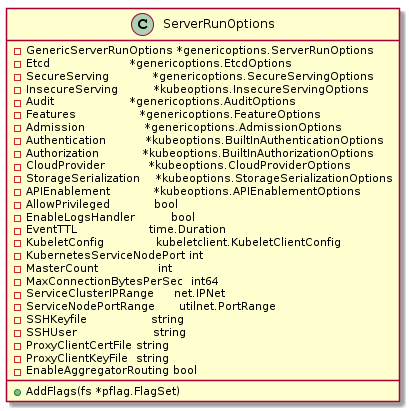 C ServerRunOptions
GenericServerRunOptions *genericoptions.ServerRunOptions
Etcd *genericoptions.EtcdOptions
SecureServing *genericoptions.SecureServingOptions
InsecureServing *kubeoptions.InsecureServingOptions
Audit *genericoptions.AuditOptions
Features *genericoptions.FeatureOptions
Admission *genericoptions.AdmissionOptions
Authentication *kubeoptions.BuiltInAuthenticationOptions
Authorization *kubeoptions.BuiltInAuthorizationOptions
CloudProvider *kubeoptions.CloudProviderOptions
StorageSerialization *kubeoptions.StorageSerializationOptions
APIEnablement *kubeoptions.APIEnablementOptions
AllowPrivileged bool
EnableLogsHandler bool
EventTTL time.Duration
KubeletConfig kubeletclient.KubeletClientConfig
KubernetesServiceNodePort int
MasterCount int
MaxConnectionBytesPerSec int64
ServiceClusterIPRange net.IPNet
ServiceNodePortRange utilnet.PortRange
SSHKeyfile string
SSHUser string
ProxyClientCertFile string
ProxyClientKeyFile string
EnableAggregatorRouting bool
AddFlags(fs *pflag.FlagSet)